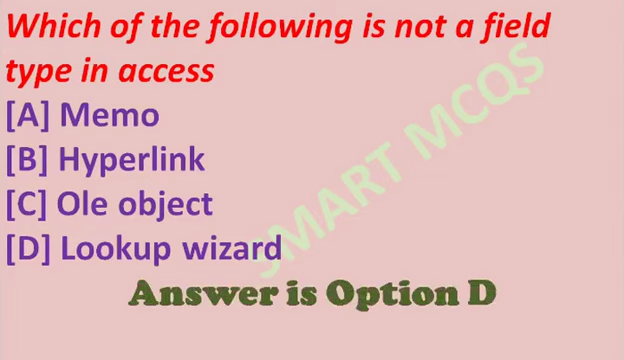 Which of the following is not a field
type in access
[A] Memo
[B] Hyperlink
[C] Ole object
[D] Lookup wizard
SMART MCQS
Answer is Option D